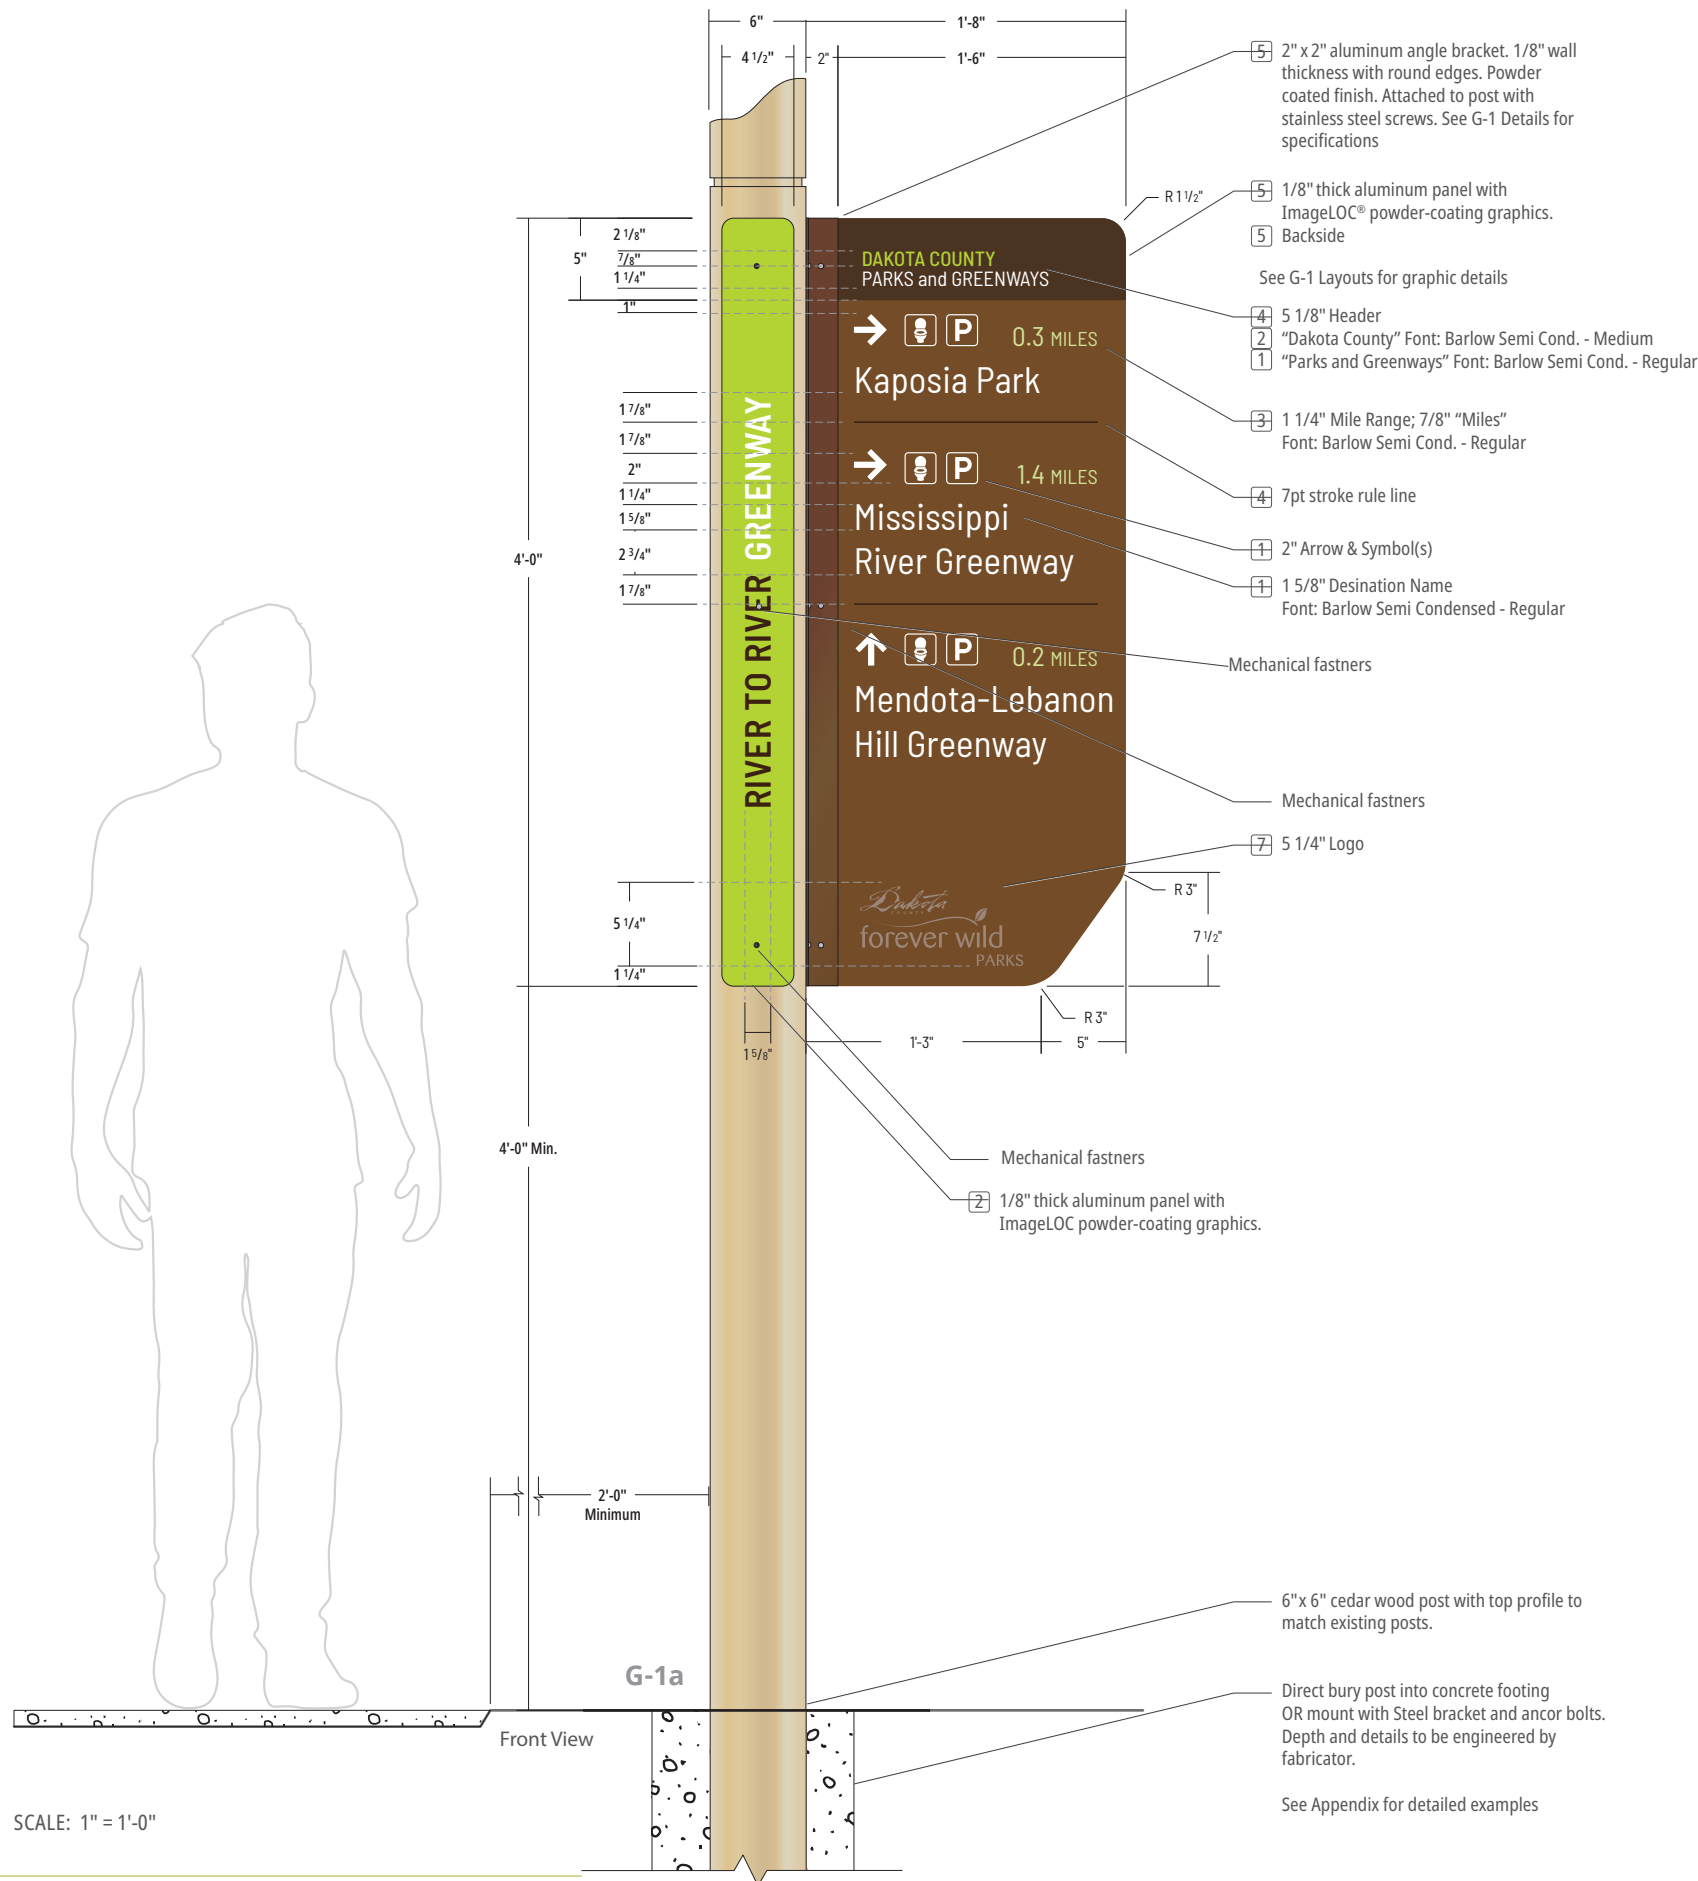 6"
1'-8"
4 1/2"
2"
1'-6"
5 2" x 2" aluminum angle bracket. 1/8" wall
thickness with round edges. Powder
coated finish. Attached to post with
stainless steel screws. See G-1 Details for
specifications
R 1 1/2"
5 1/8" thick aluminum panel with
ImageLOC® powder-coating graphics.
5 Backside
See G-1 Layouts for graphic details
4 5 1/8" Header
2 “Dakota County” Font: Barlow Semi Cond. - Medium
1 “Parks and Greenways” Font: Barlow Semi Cond. - Regular
3 1 1/4" Mile Range; 7/8" “Miles”
Font: Barlow Semi Cond. - Regular
4 7pt stroke rule line
1 2" Arrow & Symbol(s)
1 1 5/8" Desination Name
Font: Barlow Semi Condensed - Regular
Mechanical fastners
Mechanical fastners
7 5 1/4" Logo
R 3"
7 1/2"
R 3"
2 1/8"
5"
7/8"
1 1/4"
1"
1 7/8"
1 7/8"
2"
1 1/4"
1 5/8"
2 3/4"
1 7/8"
4'-0"
5 1/4"
1 1/4"
RIVER TO RIVER GREENWAY
DAKOTA COUNTY
PARKS and GREENWAYS
P 0.3 MILES
Kaposia Park
P 1.4 MILES
Mississippi
River Greenway
P 0.2 MILES
Mendota-Lebanon
Hill Greenway
Dakota
COUNTY
forever wild
PARKS
1 5/8"
1'-3"
5"
4'-0" Min.
Mechanical fastners
2 1/8" thick aluminum panel with
ImageLOC powder-coating graphics.
2'-0"
Minimum
6"x 6" cedar wood post with top profile to
match existing posts.
G-1a
Direct bury post into concrete footing
OR mount with Steel bracket and ancor bolts.
Depth and details to be engineered by
fabricator.
Front View
See Appendix for detailed examples
SCALE: 1" = 1'-0"